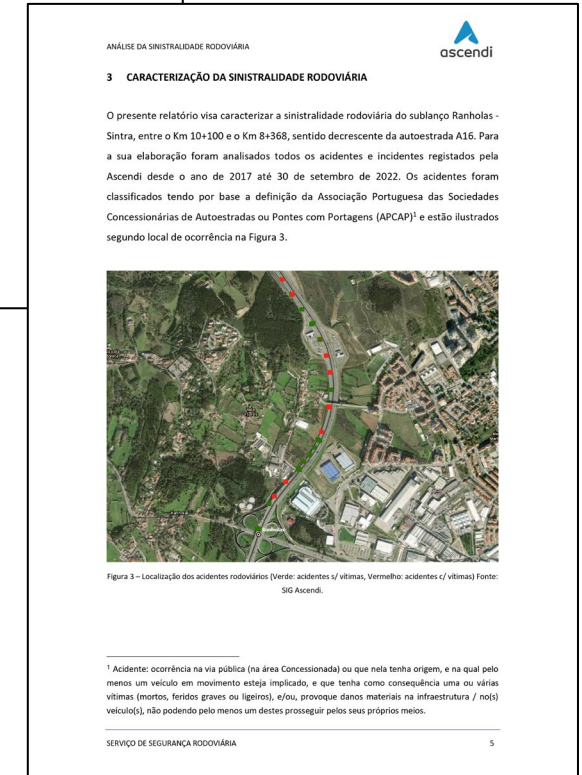 ANÁLISE DA SINISTRALIDADE RODOVIÁRIA
ascendi
3 CARACTERIZAÇÃO DA SINISTRALIDADE RODOVIÁRIA
O presente relatório visa caracterizar a sinistralidade rodoviária do sublanço Ranholas -
Sintra, entre o Km 10+100 e o Km 8+368, sentido decrescente da autoestrada A16. Para
a sua elaboração foram analisados todos os acidentes e incidentes registados pela
Ascendi desde o ano de 2017 até 30 de setembro de 2022. Os acidentes foram
classificados tendo por base a definição da Associação Portuguesa das Sociedades
Concessionárias de Autoestradas ou Pontes com Portagens (APCAP)¹ e estão ilustrados
segundo local de ocorrência na Figura 3.
Figura 3 – Localização dos acidentes rodoviários (Verde: acidentes s/ vítimas, Vermelho: acidentes c/ vítimas) Fonte:
SIG Ascendi.
¹ Acidente: ocorrência na via pública (na área Concessionada) ou que nela tenha origem, e na qual pelo
menos um veículo em movimento esteja implicado, e que tenha como consequência uma ou várias
vítimas (mortos, feridos graves ou ligeiros), e/ou, provoque danos materiais na infraestrutura / no(s)
veículo(s), não podendo pelo menos um destes prosseguir pelos seus próprios meios.
SERVIÇO DE SEGURANÇA RODOVIÁRIA 5